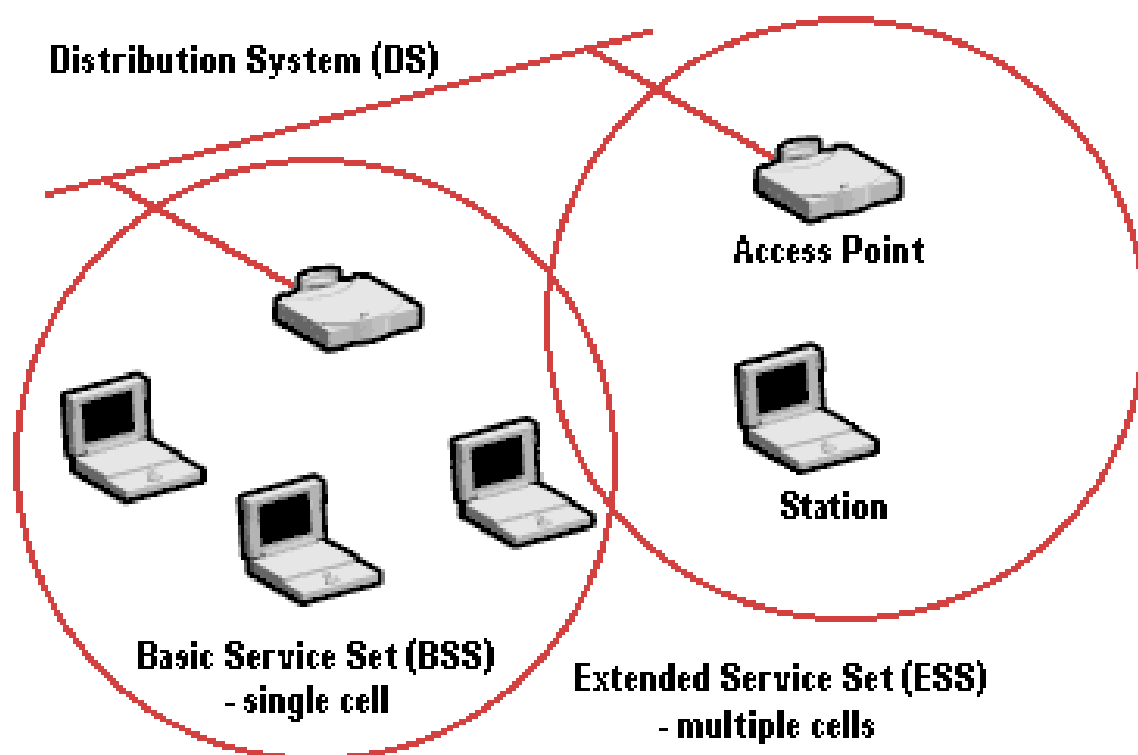 Distribution System (DS)
Access Point
Station
Basic Service Set (BSS)
- single cell
Extended Service Set (ESS)
- multiple cells